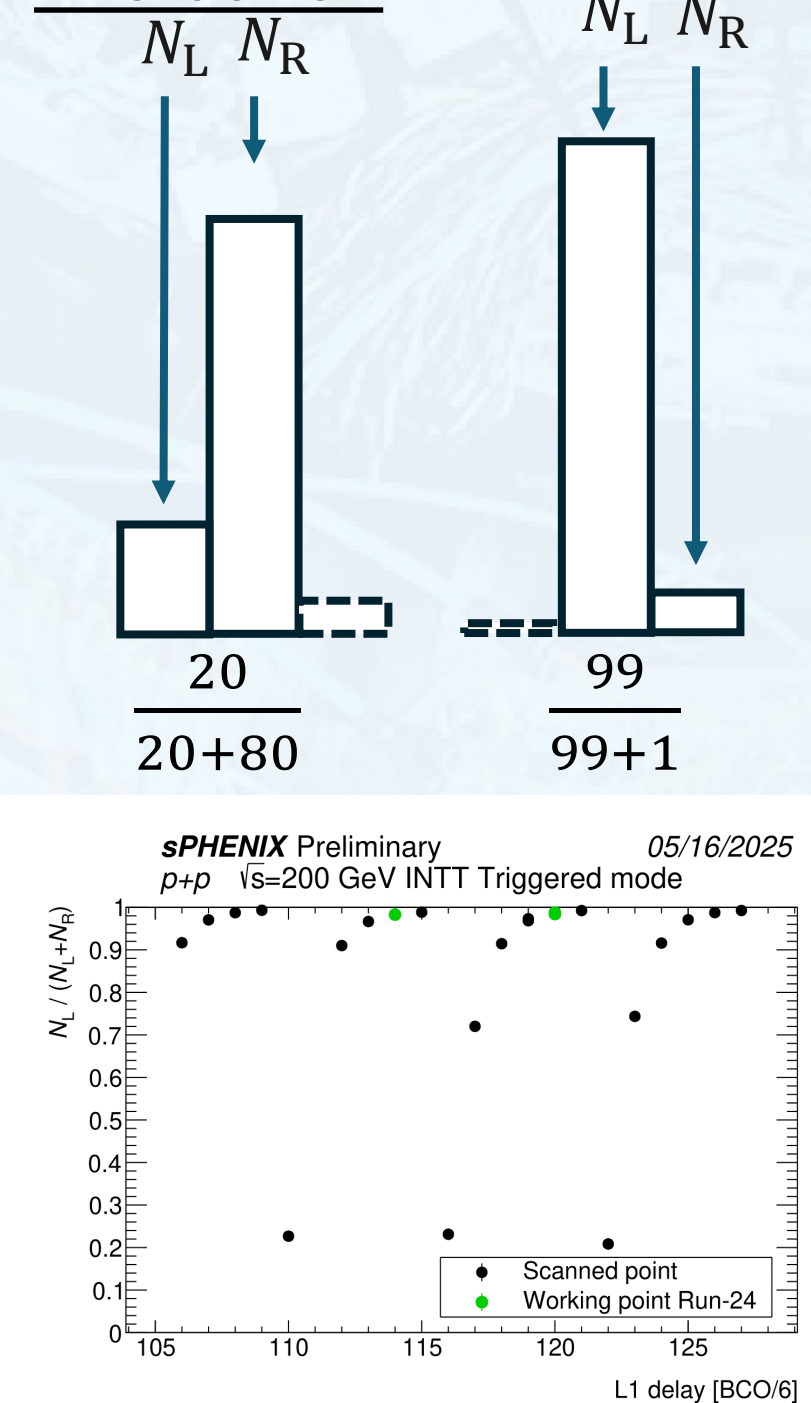 N_L N_R N_L N_R
20 99
20+80 99+1
sPHENIX Preliminary 05/16/2025
p+p √s=200 GeV INTT Triggered mode
N_L / (N_L+N_R)
1
0.9
0.8
0.7
0.6
0.5
0.4
0.3
0.2
0.1
0
Scanned point
Working point Run-24
105 110 115 120 125
L1 delay [BCO/6]